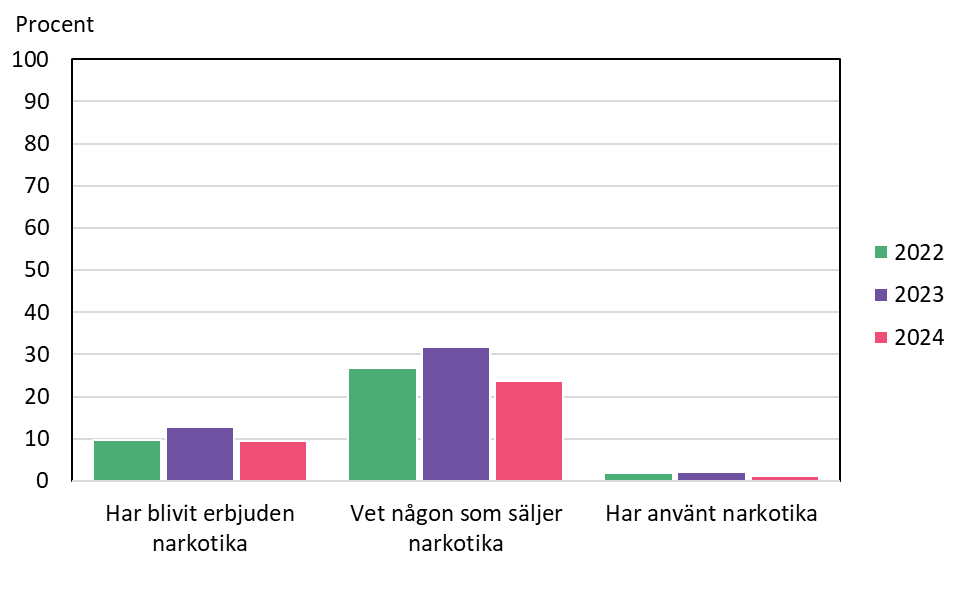 Procent
100
90
80
70
60
50
40
30
20
10
0
Har blivit erbjuden
narkotika
Vet någon som säljer
narkotika
Har använt narkotika
2022
2023
2024